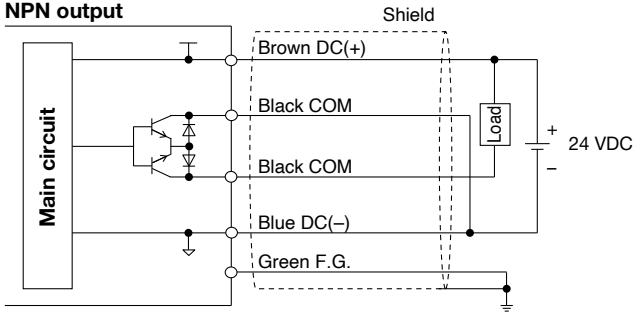 NPN output
Shield
Brown DC(+)
Black COM
Load
+
24 VDC
–
Main circuit
Black COM
Blue DC(–)
Green F.G.